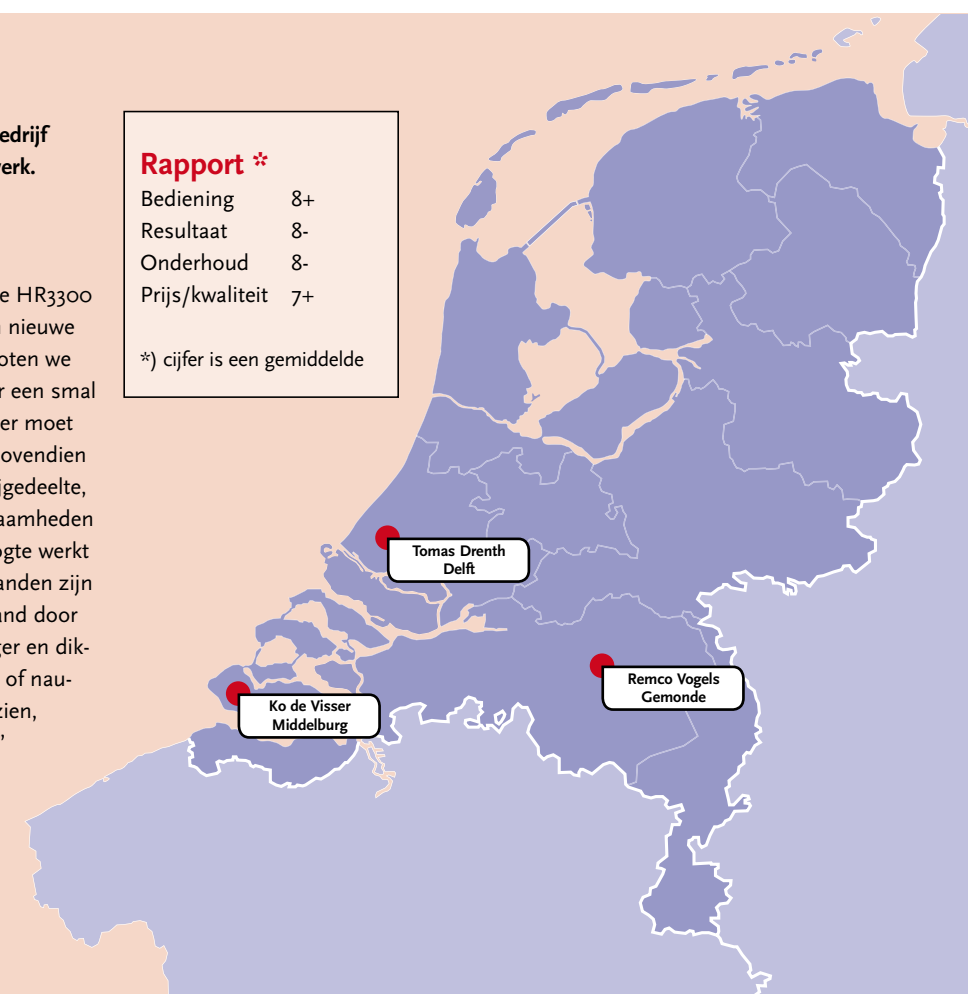 edrijf
erk.
e HR3300
nieuwe
oten we
r een smal
er moet
ovendien
jgedeelte,
aamheden
ogte werkt
anden zijn
and door
ger en dik-
of nau-
zien,
’
Rapport *
Bediening 8+
Resultaat 8-
Onderhoud 8-
Prijs/kwaliteit 7+
*) cijfer is een gemiddelde
Tomas Drenth
Delft
Remco Vogels
Gemonde
Ko de Visser
Middelburg